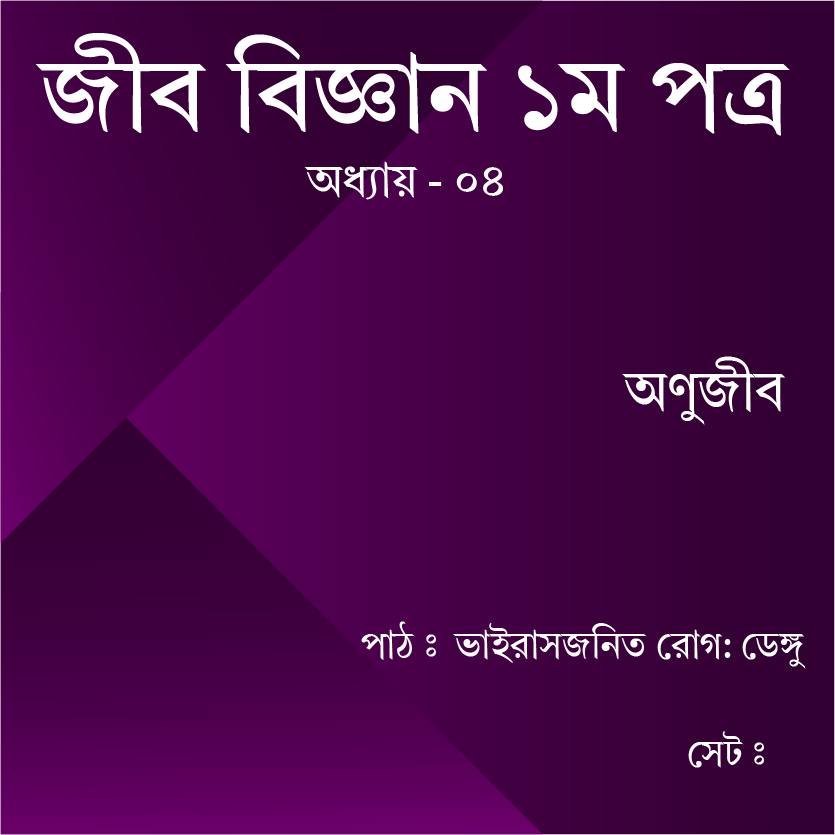 জীব বিজ্ঞান ১ম পত্র
অধ্যায় - ০৪
অণুজীব
পাঠ ঃ ভাইরাসজনিত রোগ: ডেঙ্গু
সেট ঃ